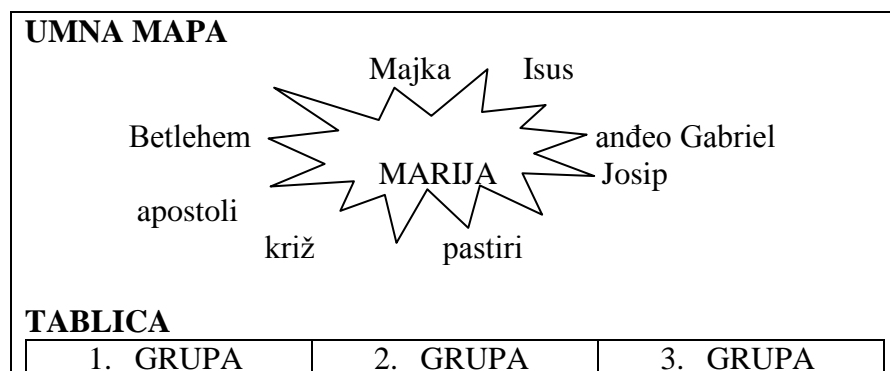 UMNA MAPA
Majka Isus
Betlehem anđeo Gabriel
MARIJA Josip
apostoli
križ pastiri
TABLICA
1. GRUPA 2. GRUPA 3. GRUPA